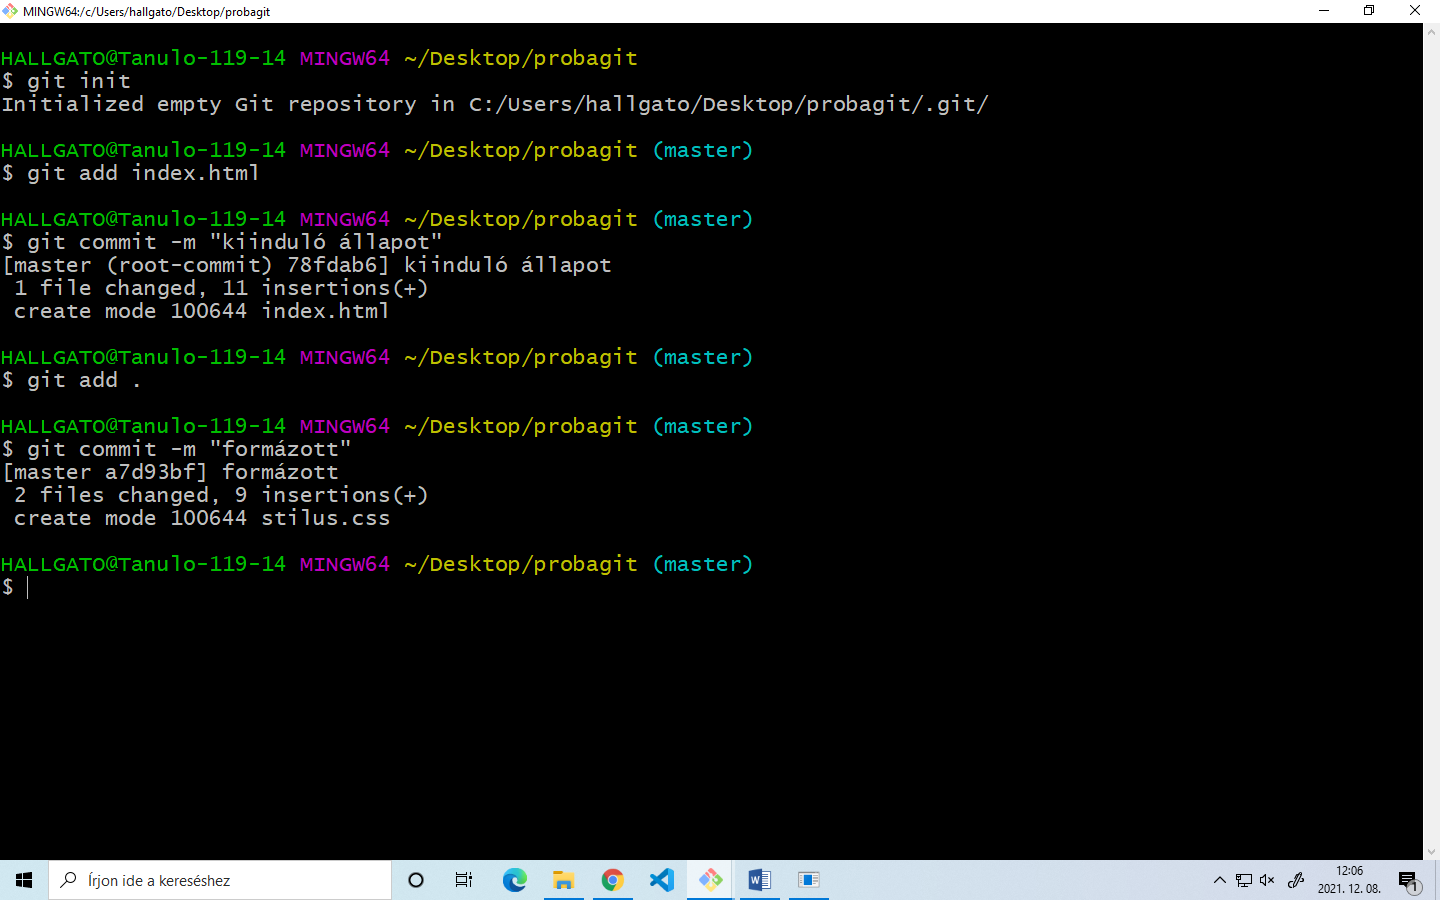 MINGW64:/c/Users/hallgato/Desktop/probagit
HALLGATO@Tanulo-119-14 MINGW64 ~/Desktop/probagit
$ git init
Initialized empty Git repository in C:/Users/hallgato/Desktop/probagit/.git/
HALLGATO@Tanulo-119-14 MINGW64 ~/Desktop/probagit (master)
$ git add index.html
HALLGATO@Tanulo-119-14 MINGW64 ~/Desktop/probagit (master)
$ git commit -m "kiinduló állapot"
[master (root-commit) 78fdab6] kiinduló állapot
1 file changed, 11 insertions(+)
create mode 100644 index.html
HALLGATO@Tanulo-119-14 MINGW64 ~/Desktop/probagit (master)
$ git add .
HALLGATO@Tanulo-119-14 MINGW64 ~/Desktop/probagit (master)
$ git commit -m "formázott"
[master a7d93bf] formázott
2 files changed, 9 insertions(+)
create mode 100644 stilus.css
HALLGATO@Tanulo-119-14 MINGW64 ~/Desktop/probagit (master)
$
Írjon ide a kereséshez
12:06
2021. 12. 08.
1